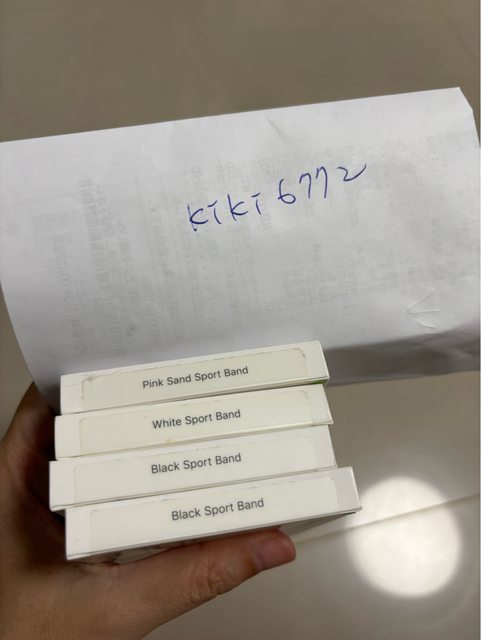 kiki6772
Pink Sand Sport Band
White Sport Band
Black Sport Band
Black Sport Band